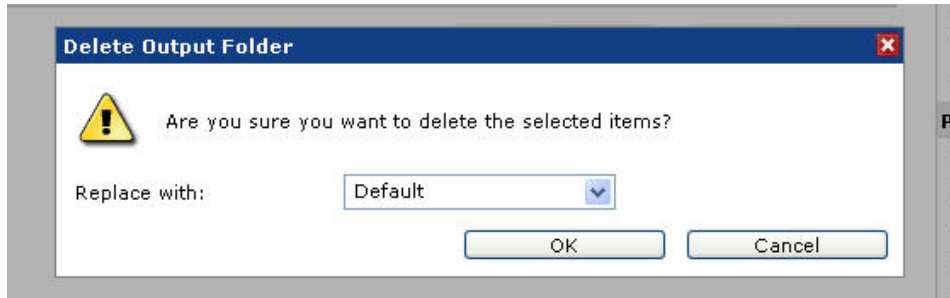 Delete Output Folder
Are you sure you want to delete the selected items?
Replace with: Default
OK Cancel